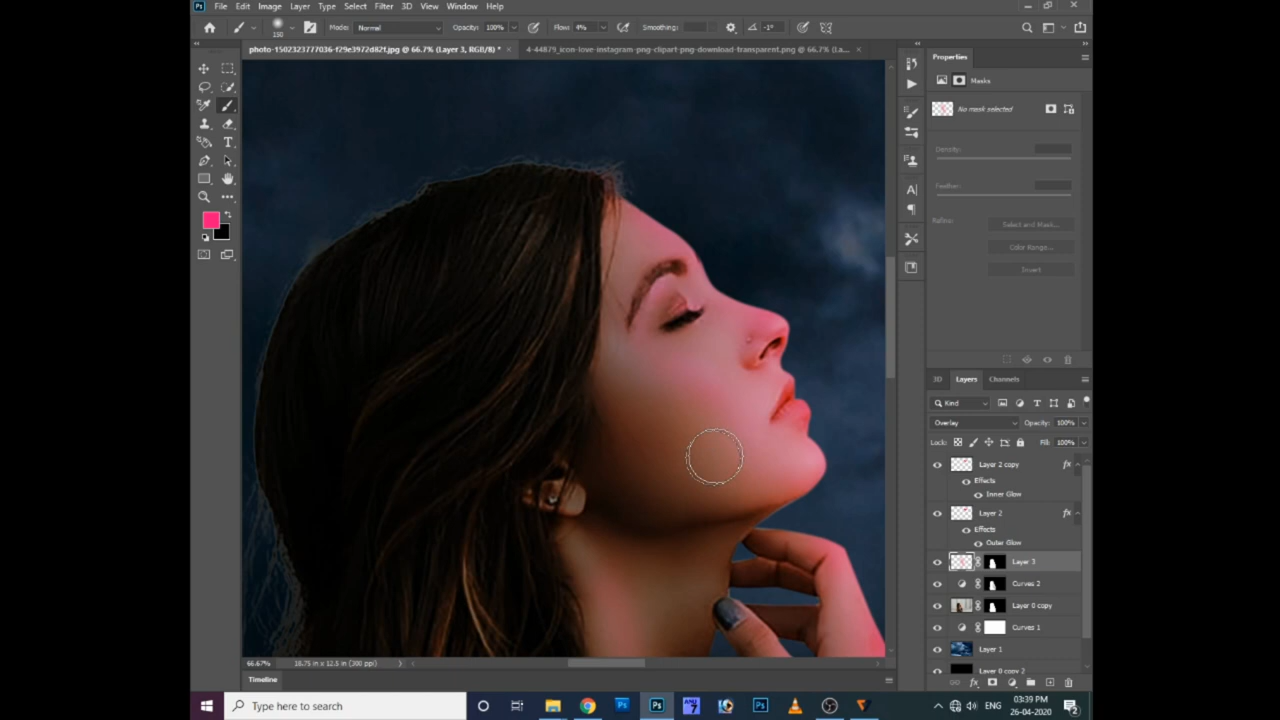 Ps File Edit Image Layer Type Select Filter 3D View Window Help
150 Mode: Normal Opacity: 100% Flow: 4% Smoothing: -1°
photo-1502323777036-f29e3972d82f.jpg @ 66.7% (Layer 3, RGB/8) * × 4-44879_icon-love-instagram-png-clipart-png-download-transparent.png @ 66.7% (La... ×
Properties
Masks
No mask selected
Density:
Feather:
Refine:
Select and Mask...
Color Range...
Invert
3D Layers Channels
Kind
Overlay Opacity: 100%
Lock: Fill: 100%
Layer 2 copy fx
Effects
Inner Glow
Layer 2 fx
Effects
Outer Glow
Layer 3
Curves 2
Layer 0 copy
Curves 1
Layer 1
Layer 0 copy 2
66.67% 18.75 in x 12.5 in (300 ppi)
Timeline
Type here to search
ENG
03:39 PM
26-04-2020
2